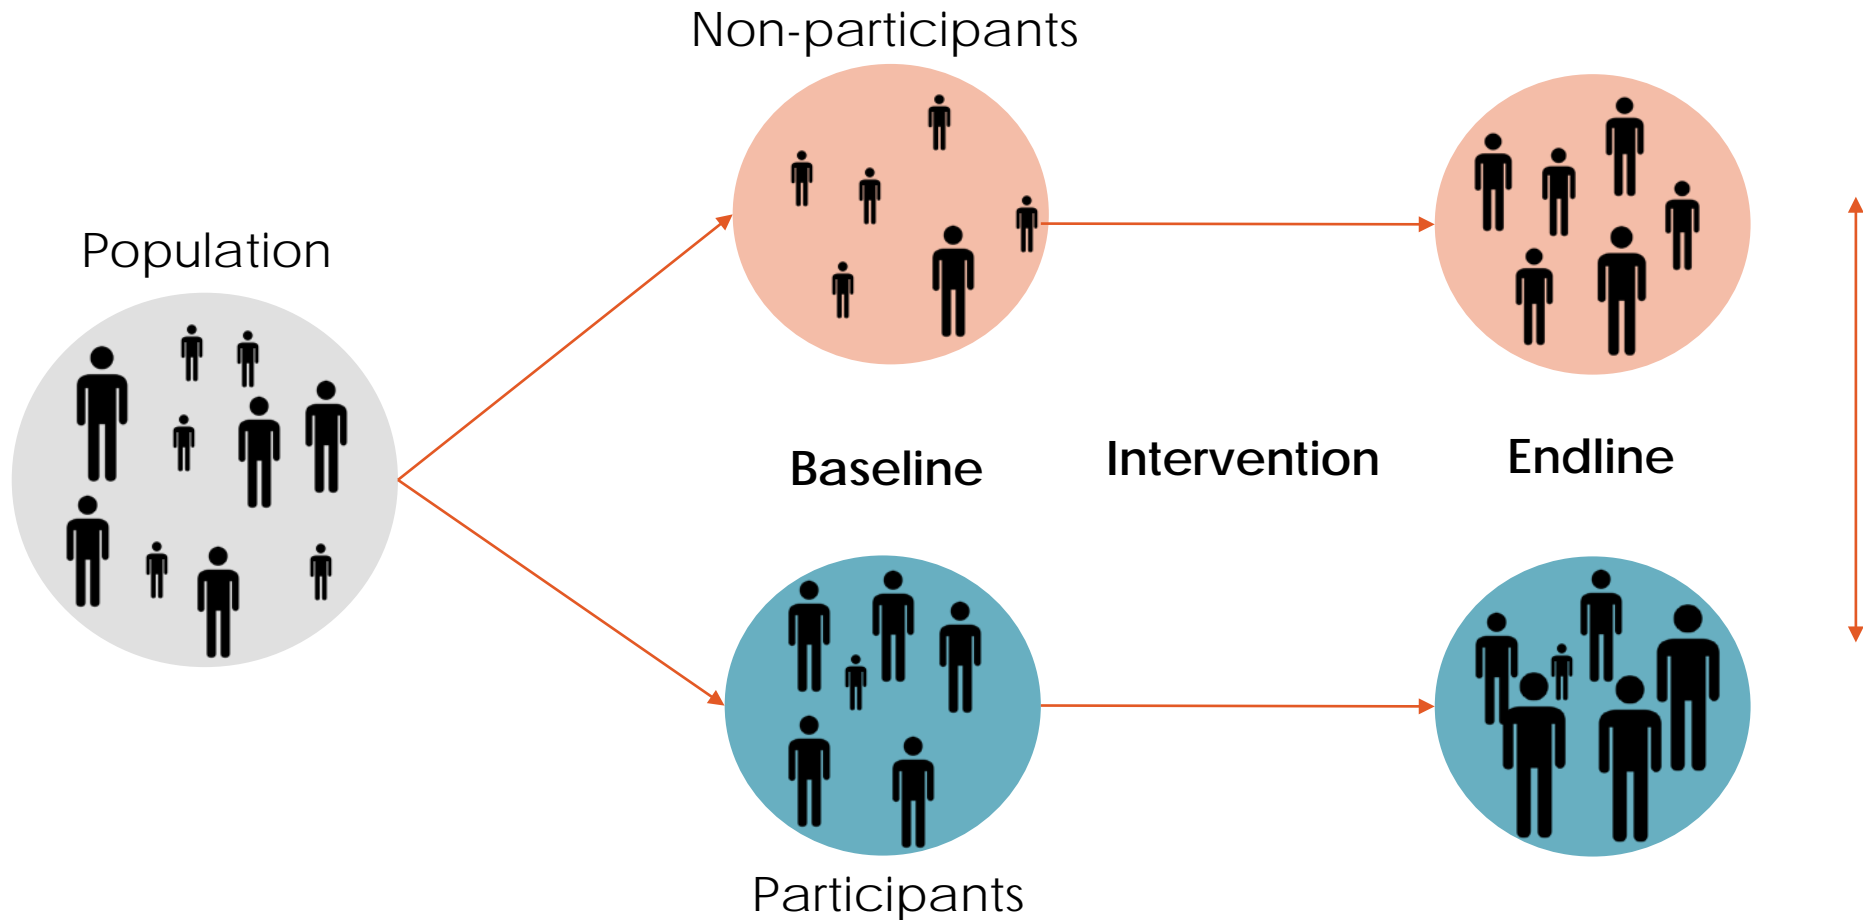 Non-participants
Population
Baseline
Intervention
Endline
Participants